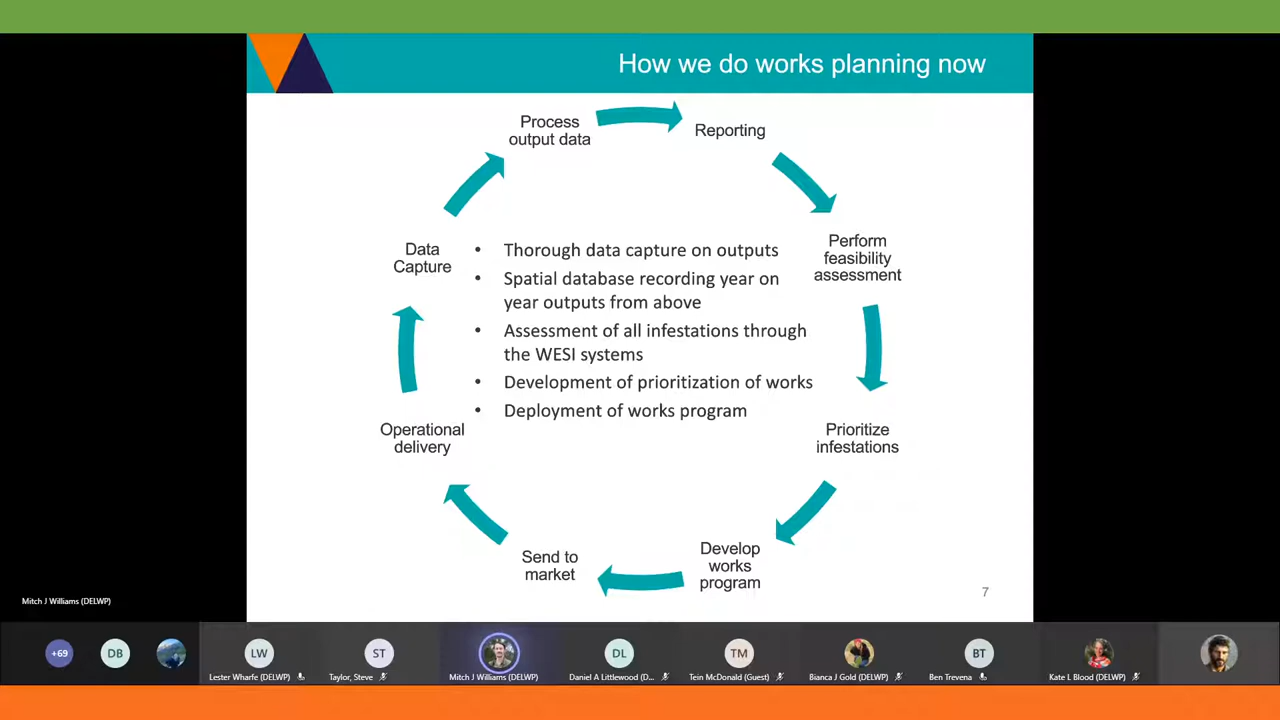 How we do works planning now
Process
output data
Reporting
Perform
feasibility
assessment
Prioritize
infestations
Develop
works
program
Send to
market
Operational
delivery
Data
Capture
• Thorough data capture on outputs
• Spatial database recording year on
year outputs from above
• Assessment of all infestations through
the WESI systems
• Development of prioritization of works
• Deployment of works program
7
Mitch J Williams (DELWP)
+69
DB
LW
Lester Wharfe (DELWP)
ST
Taylor, Steve
Mitch J Williams (DELWP)
DL
Daniel A Littlewood (D...
TM
Tein McDonald (Guest)
Bianca J Gold (DELWP)
BT
Ben Trevena
Kate L Blood (DELWP)